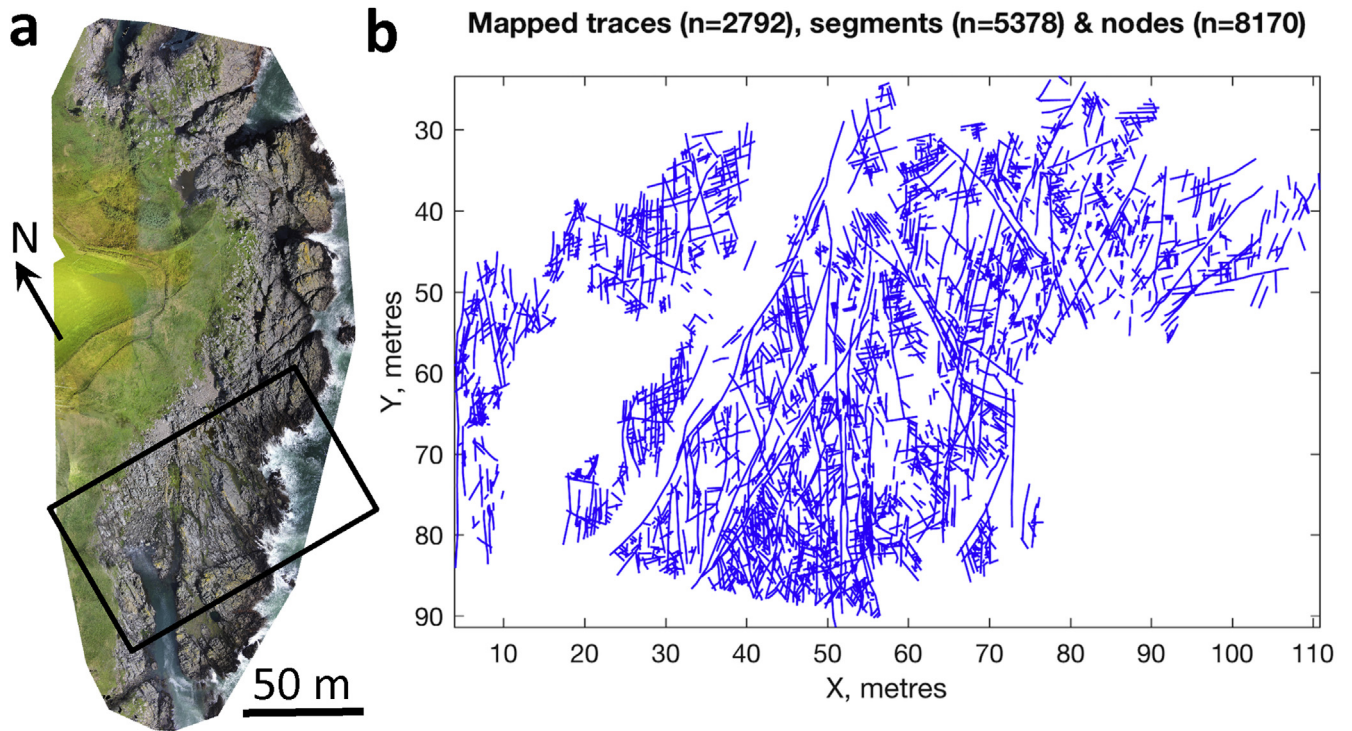 a
b
Mapped traces (n=2792), segments (n=5378) & nodes (n=8170)
N
50 m
Y, metres
30
40
50
60
70
80
90
10 20 30 40 50 60 70 80 90 100 110
X, metres